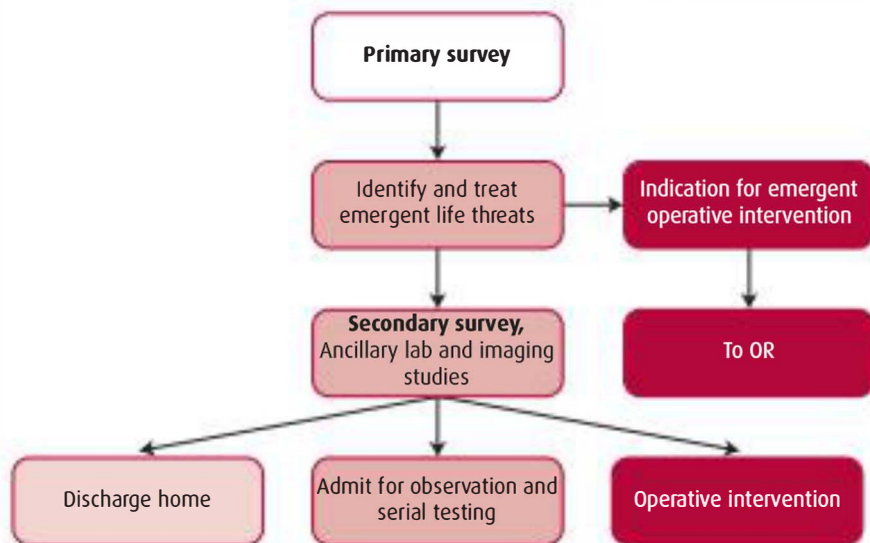 Primary survey
Identify and treat
emergent life threats
Indication for emergent
operative intervention
Secondary survey,
Ancillary lab and imaging
studies
To OR
Discharge home
Admit for observation and
serial testing
Operative intervention